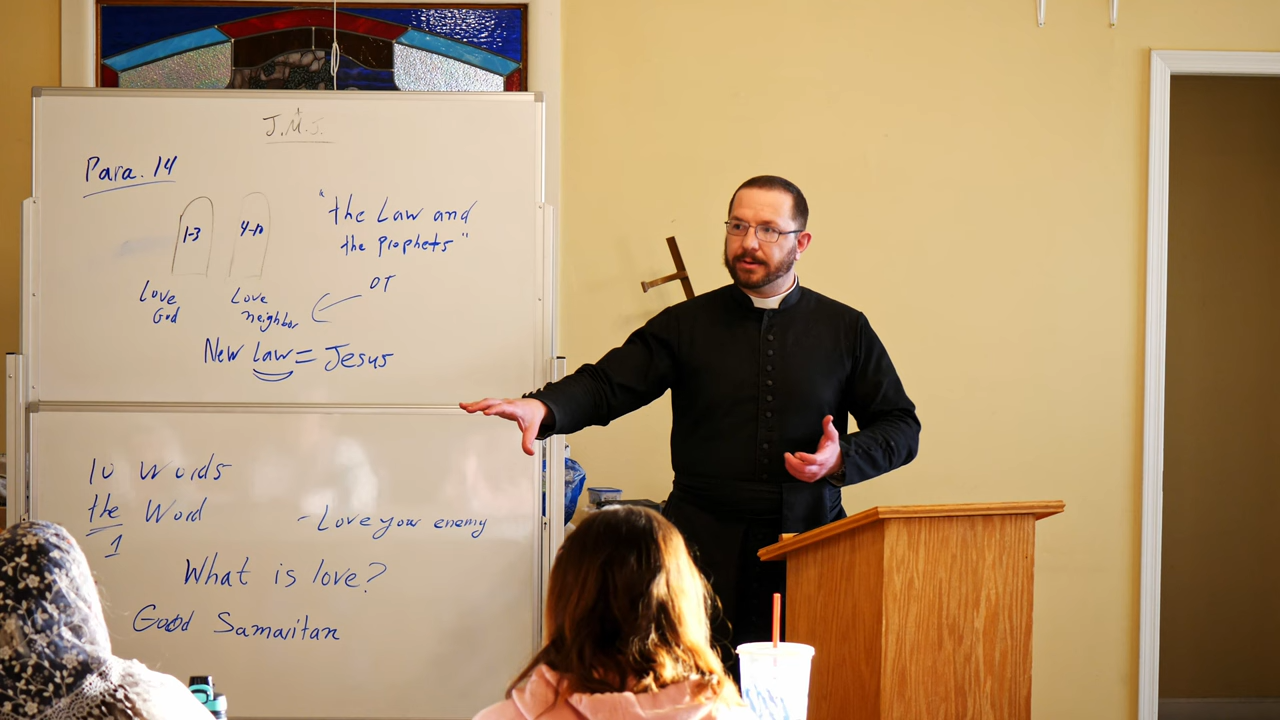 J.M.J.
Para. 14
1-3
4-10
"the Law and
the Prophets"
OT
Love
God
Love
neighbor
New Law = Jesus
10 Words
the Word
1
- Love your enemy
What is love?
Good Samaritan